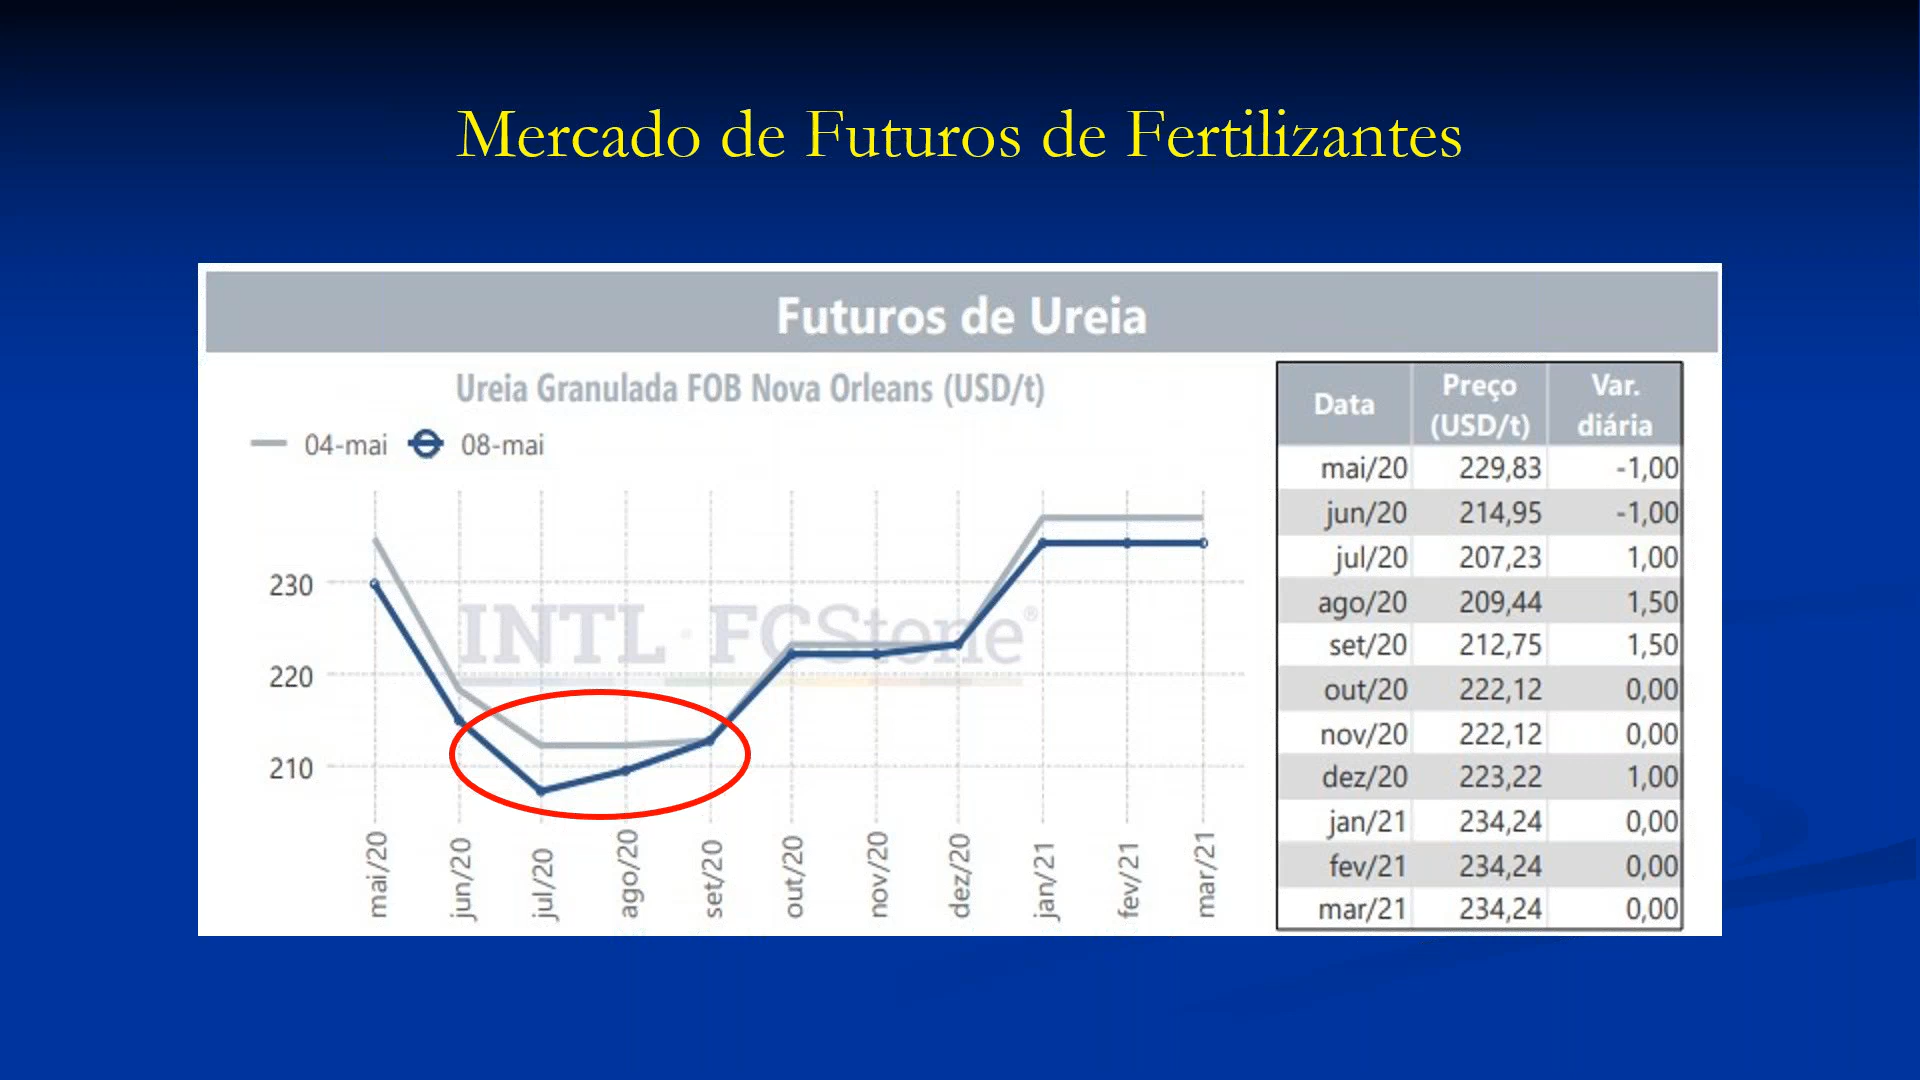 Mercado de Futuros de Fertilizantes
Futuros de Ureia
Ureia Granulada FOB Nova Orleans (USD/t)
04-mai 08-mai
INTL FCStone®
230
220
210
mai/20 jun/20 jul/20 ago/20 set/20 out/20 nov/20 dez/20 jan/21 fev/21 mar/21
Data Preço (USD/t) Var. diária
mai/20 229,83 -1,00
jun/20 214,95 -1,00
jul/20 207,23 1,00
ago/20 209,44 1,50
set/20 212,75 1,50
out/20 222,12 0,00
nov/20 222,12 0,00
dez/20 223,22 1,00
jan/21 234,24 0,00
fev/21 234,24 0,00
mar/21 234,24 0,00